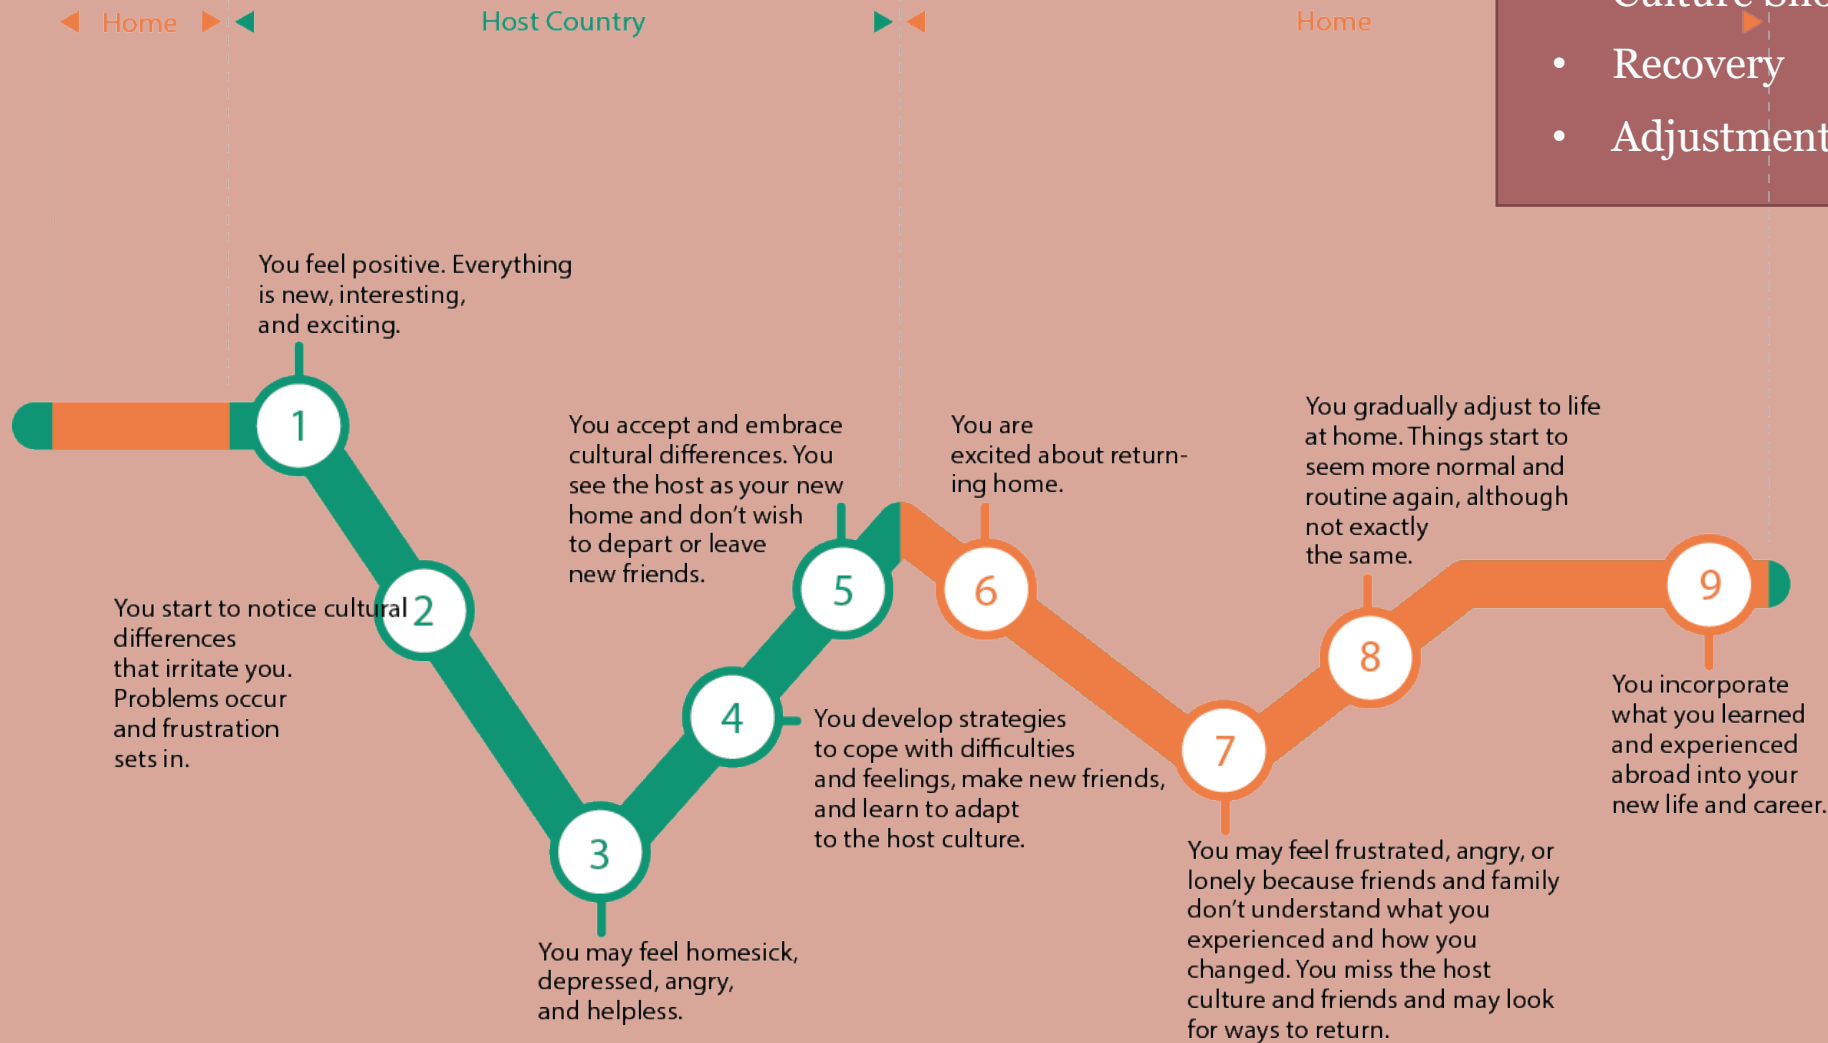 Home
Host Country
Home
• Recovery
• Adjustment
You feel positive. Everything
is new, interesting,
and exciting.
1
You start to notice cultural
differences
that irritate you.
Problems occur
and frustration
sets in.
2
You may feel homesick,
depressed, angry,
and helpless.
3
You develop strategies
to cope with difficulties
and feelings, make new friends,
and learn to adapt
to the host culture.
4
You accept and embrace
cultural differences. You
see the host as your new
home and don’t wish
to depart or leave
new friends.
5
You are
excited about return-
ing home.
6
You may feel frustrated, angry, or
lonely because friends and family
don’t understand what you
experienced and how you
changed. You miss the host
culture and friends and may look
for ways to return.
7
You gradually adjust to life
at home. Things start to
seem more normal and
routine again, although
not exactly
the same.
8
You incorporate
what you learned
and experienced
abroad into your
new life and career.
9